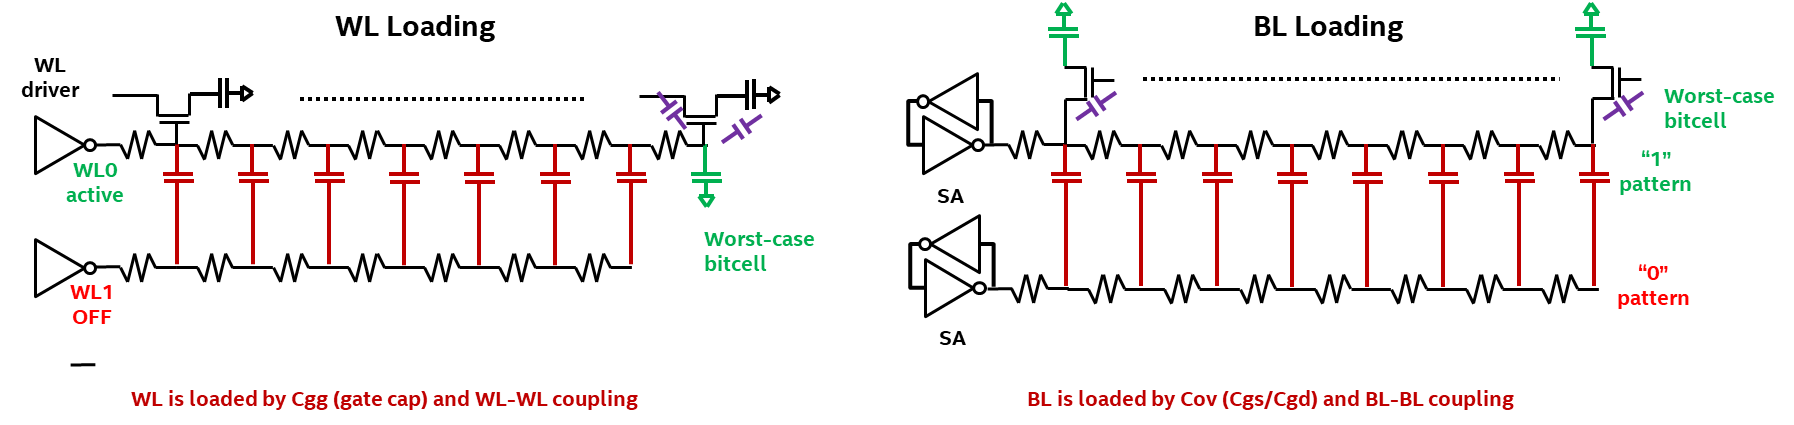 WL Loading
WL
driver
WL0
active
WL1
OFF
Worst-case
bitcell
WL is loaded by Cgg (gate cap) and WL-WL coupling
BL Loading
SA
SA
Worst-case
bitcell
“1”
pattern
“0”
pattern
BL is loaded by Cov (Cgs/Cgd) and BL-BL coupling